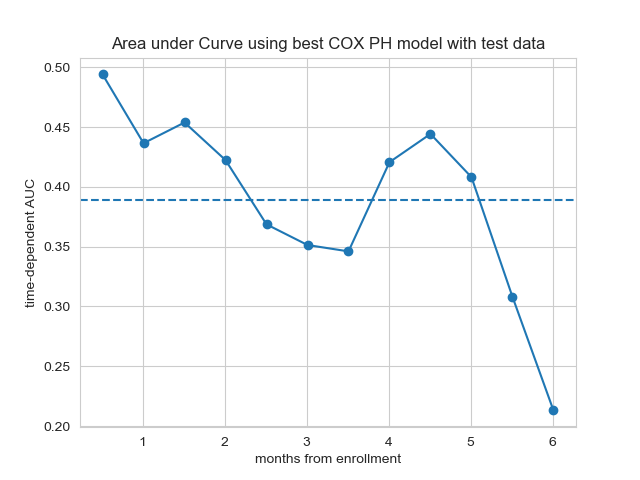 Area under Curve using best COX PH model with test data
0.50
0.45
0.40
0.35
0.30
0.25
0.20
time-dependent AUC
1 2 3 4 5 6
months from enrollment